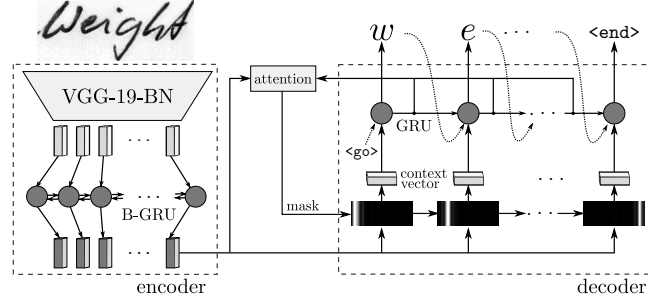 Weight
w e · · · <end>
attention
VGG-19-BN
GRU
· · ·
<go>
· · ·
context
vector
· · ·
B-GRU
mask
· · ·
· · ·
encoder
decoder